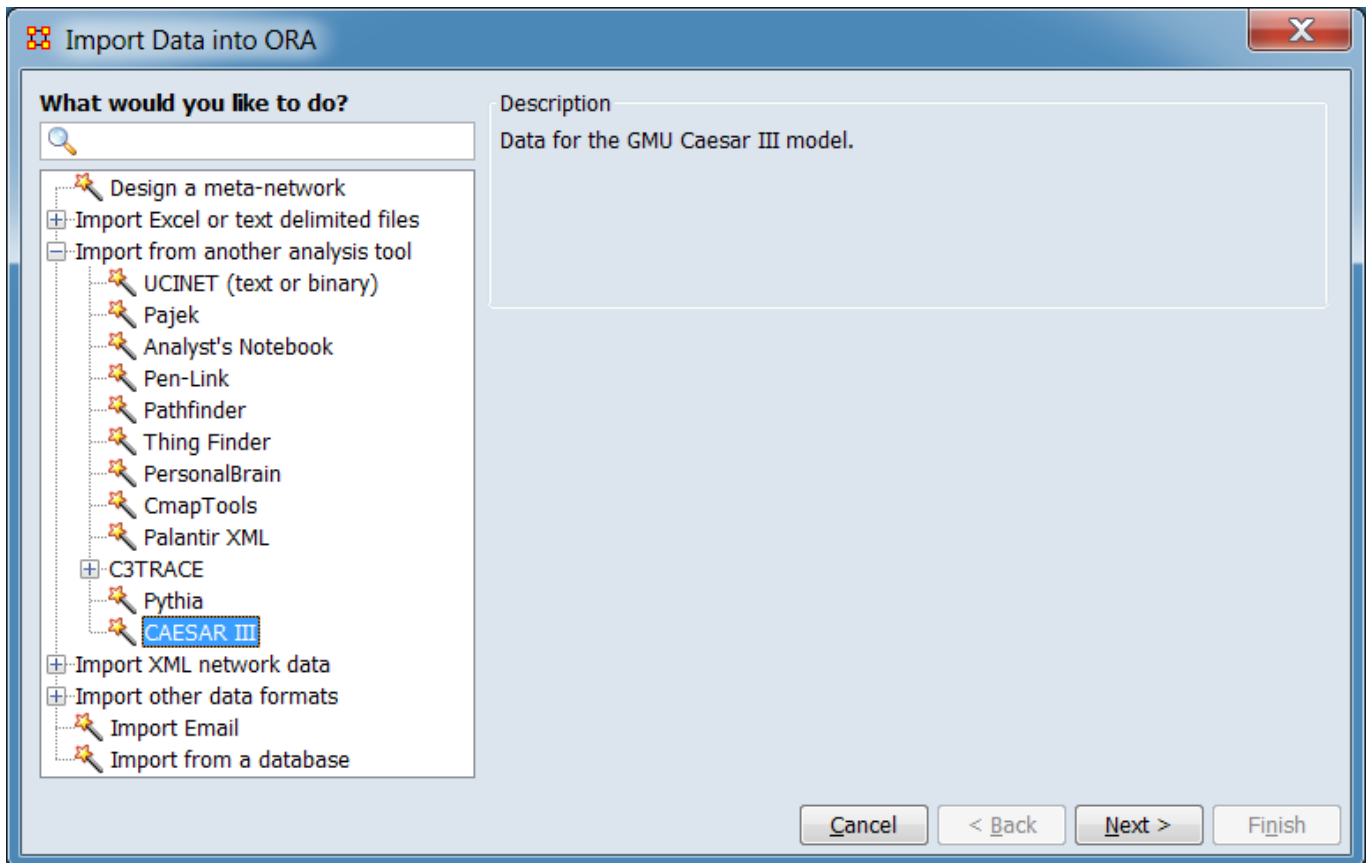 Import Data into ORA
X
What would you like to do?
Design a meta-network
Import Excel or text delimited files
Import from another analysis tool
UCINET (text or binary)
Pajek
Analyst's Notebook
Pen-Link
Pathfinder
Thing Finder
PersonalBrain
CmapTools
Palantir XML
C3TRACE
Pythia
CAESAR III
Import XML network data
Import other data formats
Import Email
Import from a database
Description
Data for the GMU Caesar III model.
Cancel
< Back
Next >
Finish